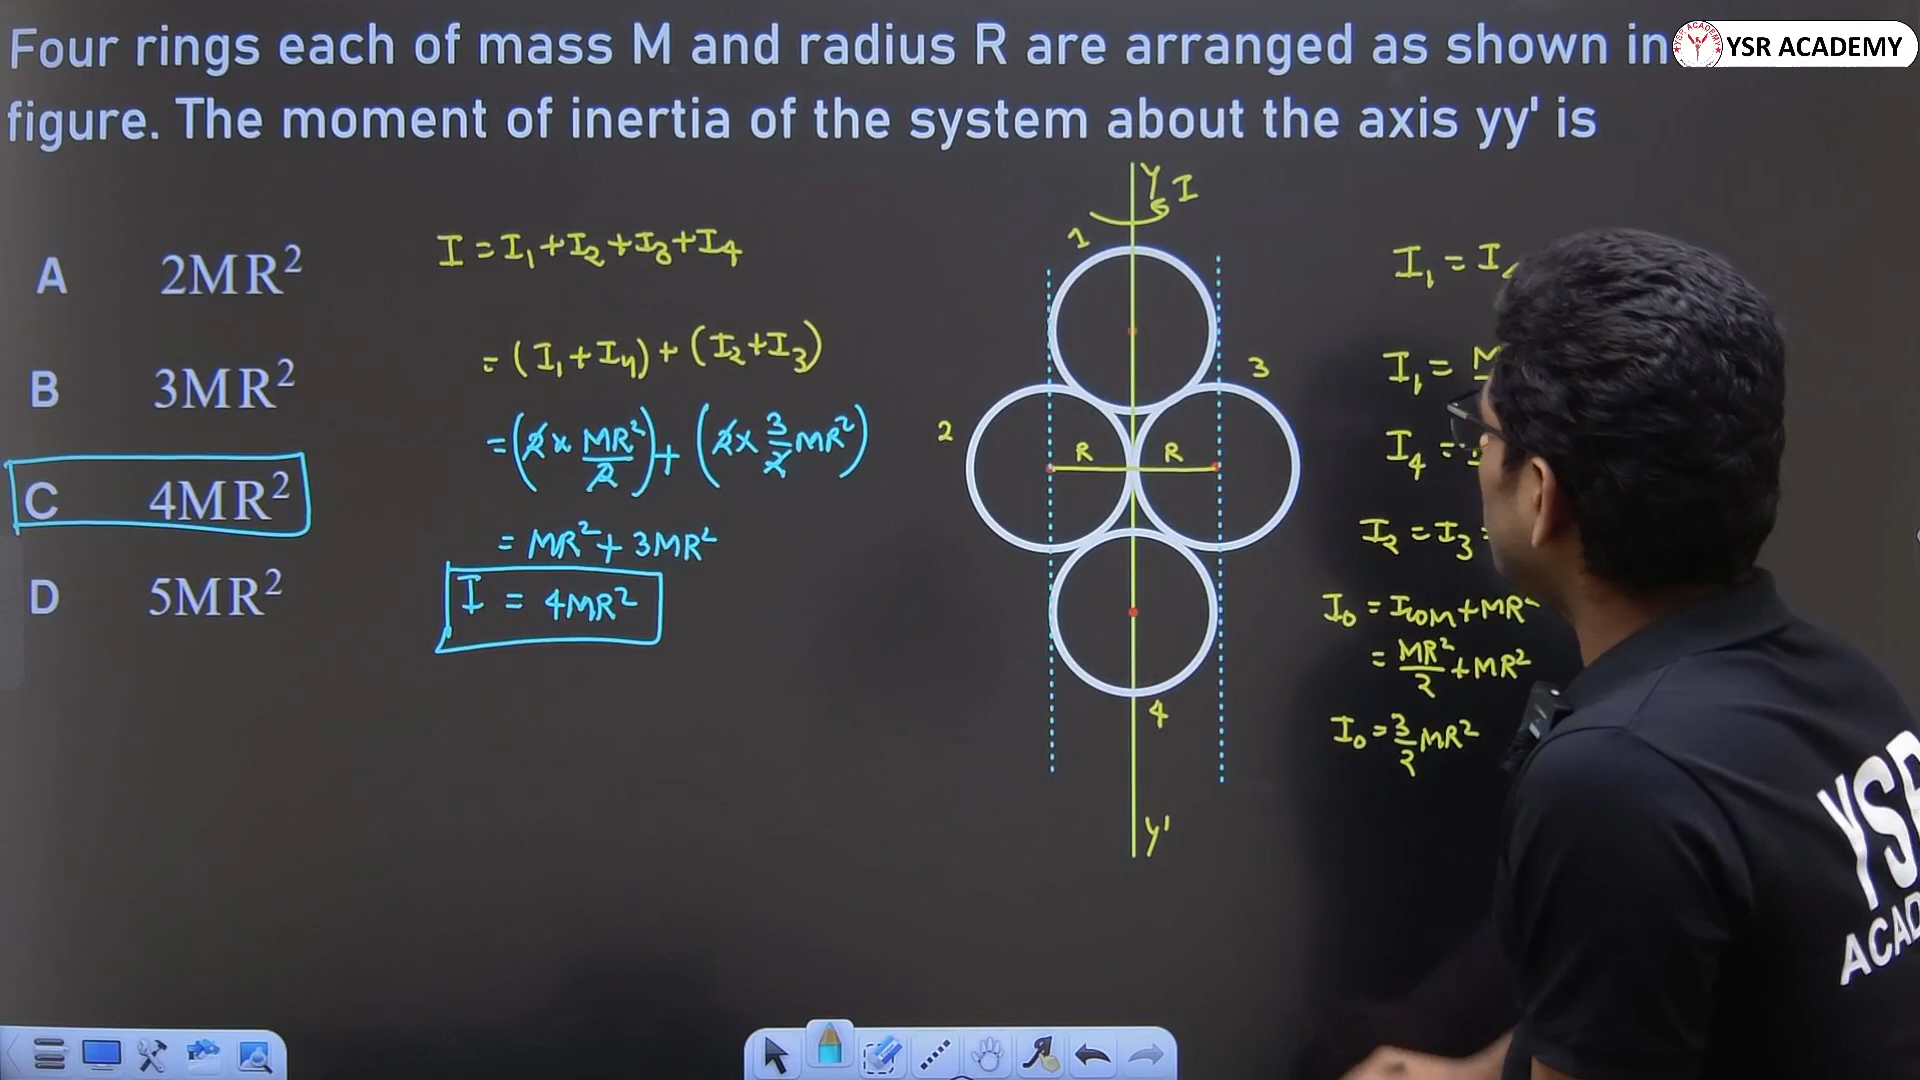 Four rings each of mass M and radius R are arranged as shown in
figure. The moment of inertia of the system about the axis yy' is
YSR ACADEMY
A 2MR²
B 3MR²
C 4MR²
D 5MR²
I = I₁+I₂+I₃+I₄
= (I₁+I₄) + (I₂+I₃)
= (2 × MR²/2) + (2 × 3/2 MR²)
= MR² + 3MR²
I = 4MR²
Y I
1
2
3
R R
4
Y'
I₁ = I
I₁ =
I₄ =
I₂ = I₃ =
I₀ = I COM + MR²
= MR²/2 + MR²
I₀ = 3/2 MR²
YSR